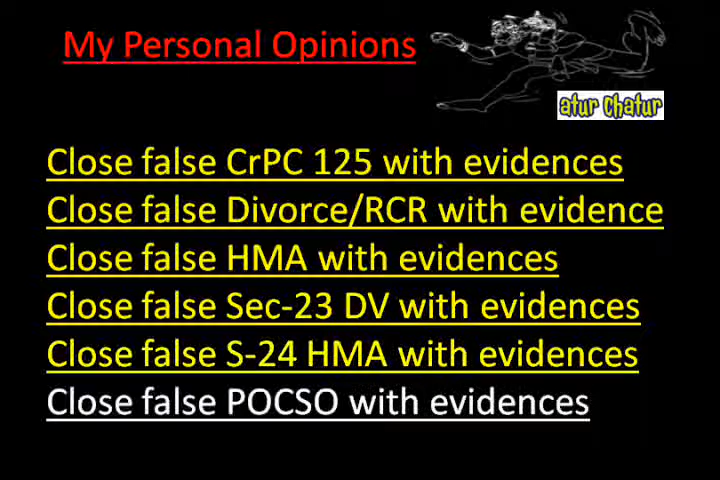 My Personal Opinions
atur Chatur
Close false CrPC 125 with evidences
Close false Divorce/RCR with evidence
Close false HMA with evidences
Close false Sec-23 DV with evidences
Close false S-24 HMA with evidences
Close false POCSO with evidences